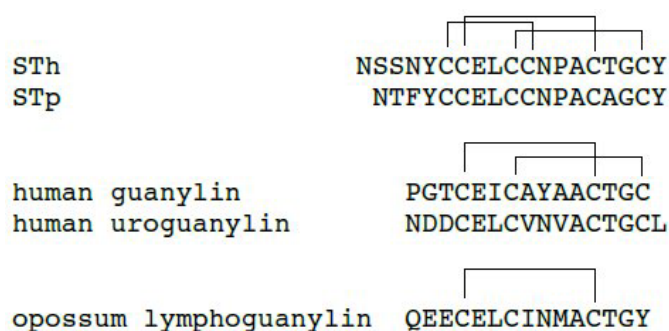 STh NSSNYCCELCCNPACTGCY
STp NTFYCCELCCNPACAGCY
human guanylin PGTCEICAYAACTGC
human uroguanylin NDDCELCVNVACTGCL
opossum lymphoguanylin QEECELCINMACTGY